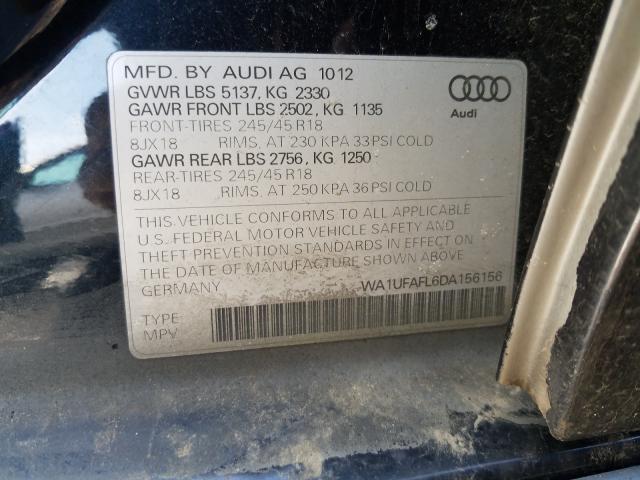 MFD. BY AUDI AG 1012
GVWR LBS 5137, KG 2330
GAWR FRONT LBS 2502, KG 1135
FRONT-TIRES 245/45 R18
8JX18 RIMS, AT 230 KPA 33 PSI COLD
GAWR REAR LBS 2756, KG 1250
REAR-TIRES 245/45 R18
8JX18 RIMS, AT 250 KPA 36 PSI COLD
Audi
THIS VEHICLE CONFORMS TO ALL APPLICABLE
U.S. FEDERAL MOTOR VEHICLE SAFETY AND
THEFT PREVENTION STANDARDS IN EFFECT ON
THE DATE OF MANUFACTURE SHOWN ABOVE
GERMANY WA1UFAFL6DA156156
TYPE
MPV